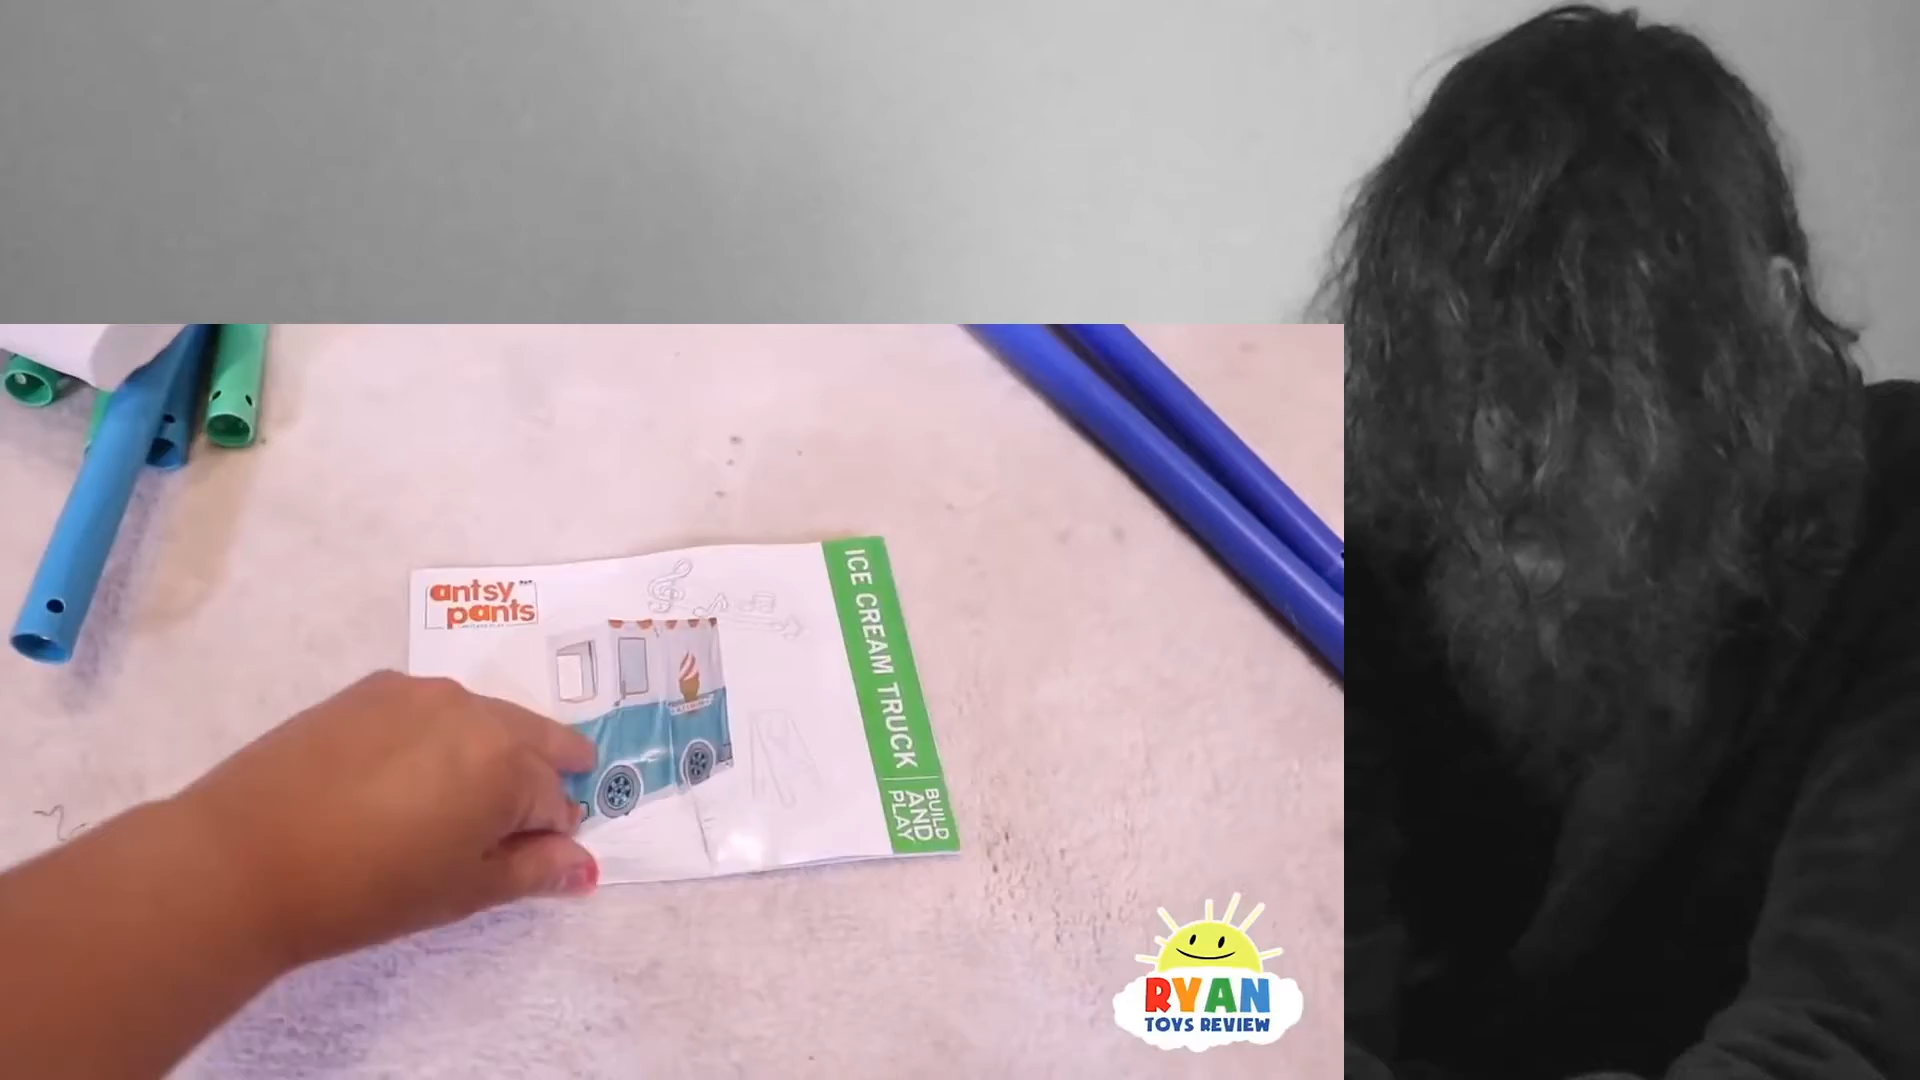 antsy
pants
ICE CREAM TRUCK
BUILD
AND
PLAY
RYAN
TOYS REVIEW